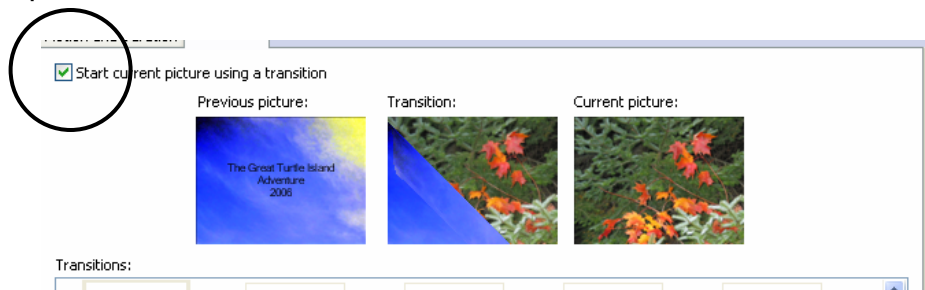 Start current picture using a transition
Previous picture:
Transition:
Current picture:
The Great Turtle Island
Adventure
2006
Transitions: